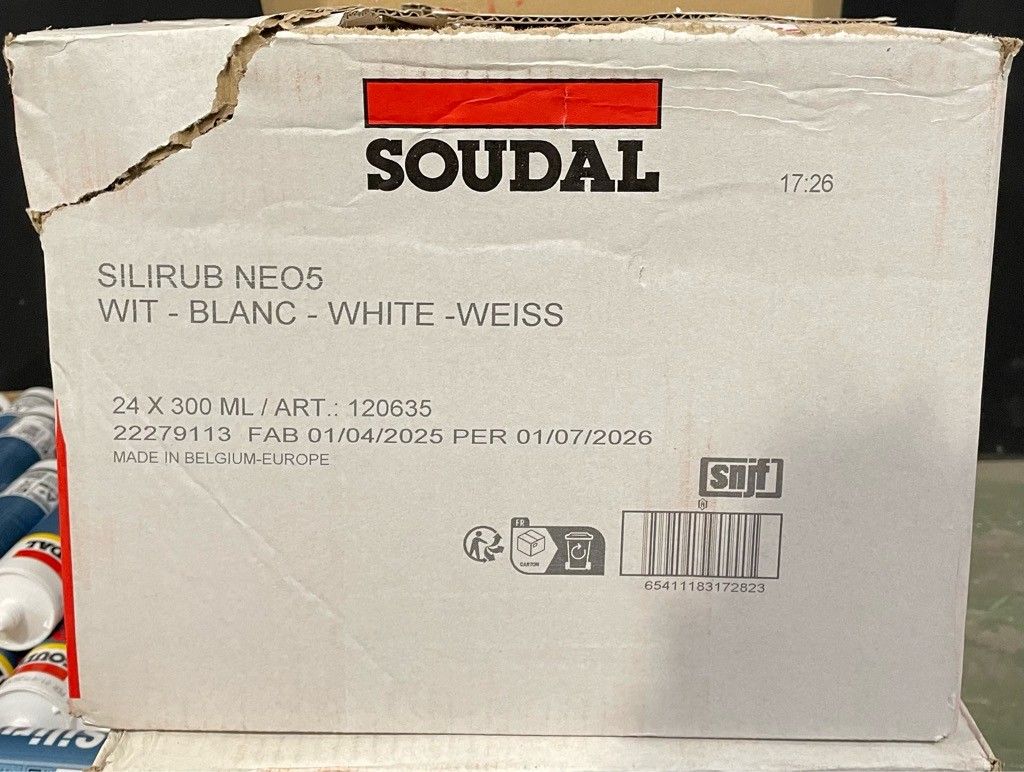 SOUDAL
17:26
SILIRUB NEO5
WIT - BLANC - WHITE -WEISS
24 X 300 ML / ART.: 120635
22279113 FAB 01/04/2025 PER 01/07/2026
MADE IN BELGIUM-EUROPE
snjf
FR
CARTON
65411183172823